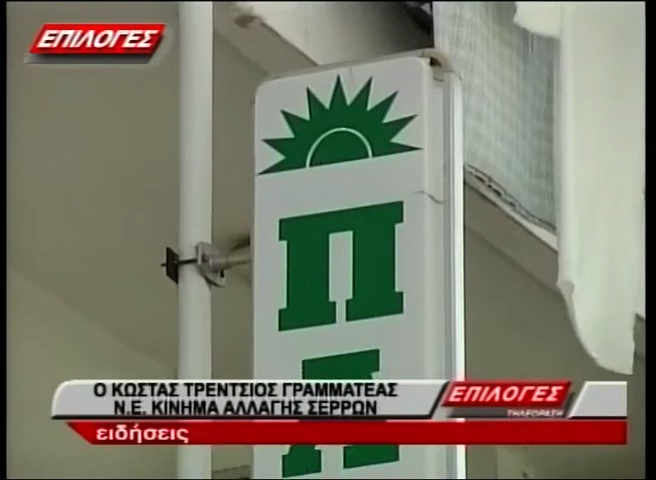 ΕΠΙΛΟΓΕΣ
Π
Ο ΚΩΣΤΑΣ ΤΡΕΝΤΣΙΟΣ ΓΡΑΜΜΑΤΕΑΣ
Ν.Ε. ΚΙΝΗΜΑ ΑΛΛΑΓΗΣ ΣΕΡΡΩΝ
ΕΠΙΛΟΓΕΣ
ΤΗΛΕΟΡΑΣΗ
ειδήσεις